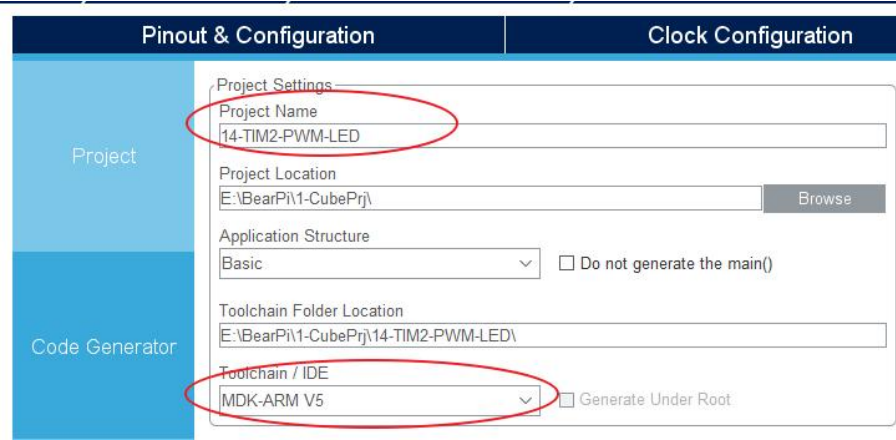 Pinout & Configuration Clock Configuration
Project Settings
Project Name
14-TIM2-PWM-LED
Project
Project Location
E:\BearPi\1-CubePrj\ Browse
Application Structure
Basic Do not generate the main()
Toolchain Folder Location
E:\BearPi\1-CubePrj\14-TIM2-PWM-LED\
Code Generator
Toolchain / IDE
MDK-ARM V5 Generate Under Root